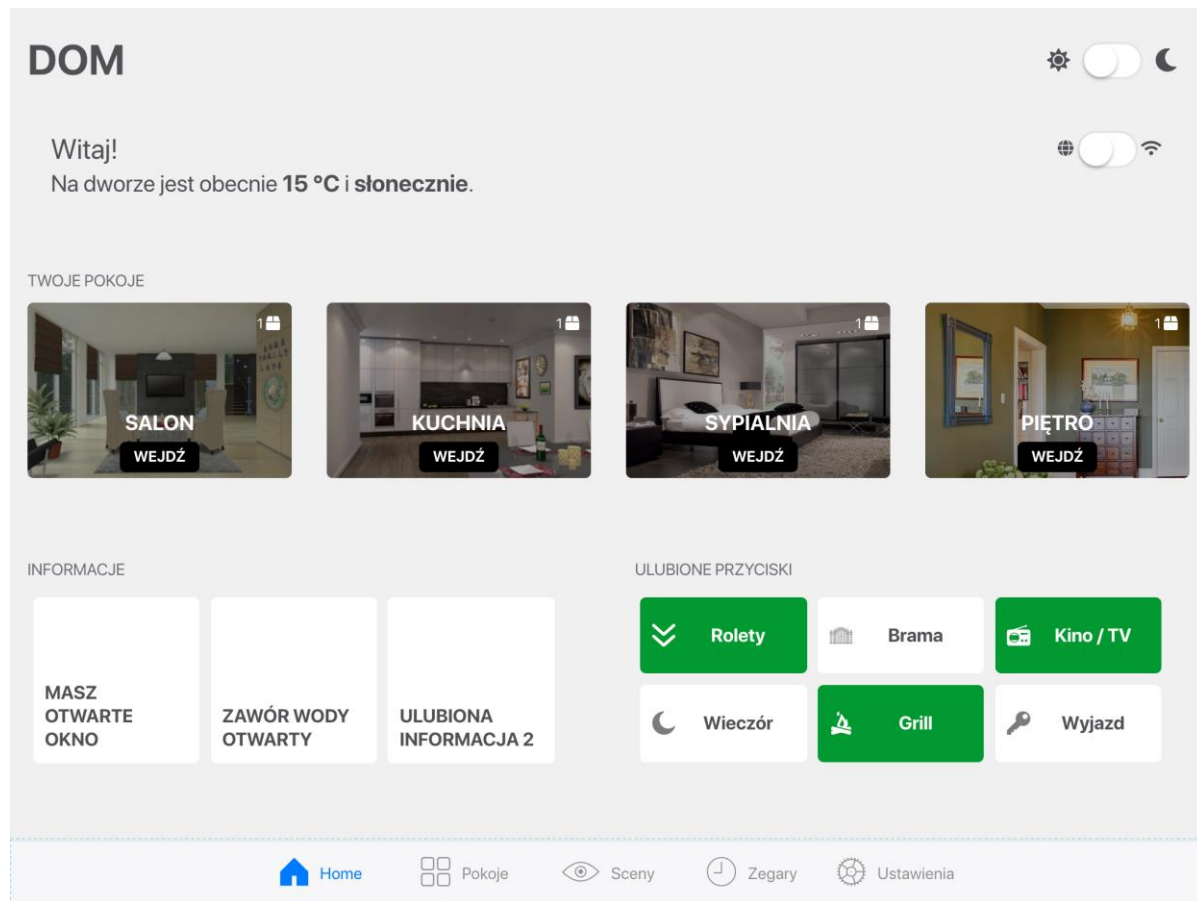 DOM
Witaj!
Na dworze jest obecnie 15 °C i słonecznie.
TWOJE POKOJE
1
SALON
WEJDŹ
1
KUCHNIA
WEJDŹ
1
SYPIALNIA
WEJDŹ
1
PIĘTRO
WEJDŹ
INFORMACJE
MASZ
OTWARTE
OKNO
ZAWÓR WODY
OTWARTY
ULUBIONA
INFORMACJA 2
ULUBIONE PRZYCISKI
Rolety
Brama
Kino / TV
Wieczór
Grill
Wyjazd
Home
Pokoje
Sceny
Zegary
Ustawienia